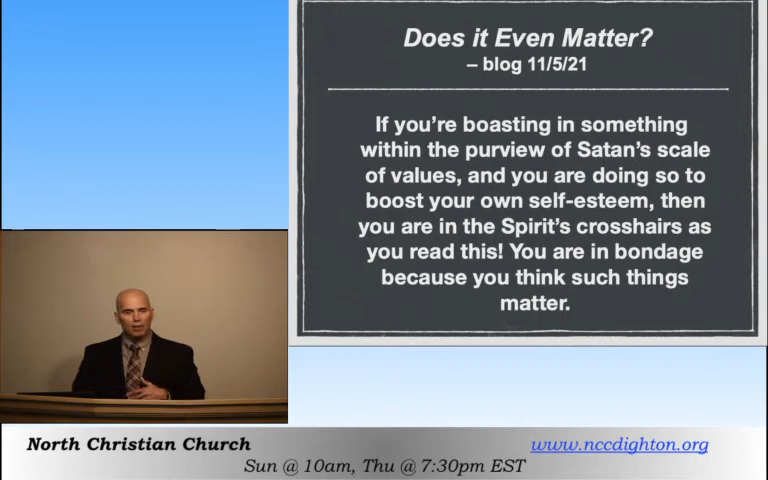 Does it Even Matter?
– blog 11/5/21
If you're boasting in something
within the purview of Satan's scale
of values, and you are doing so to
boost your own self-esteem, then
you are in the Spirit's crosshairs as
you read this! You are in bondage
because you think such things
matter.
North Christian Church
www.nccdighton.org
Sun @ 10am, Thu @ 7:30pm EST